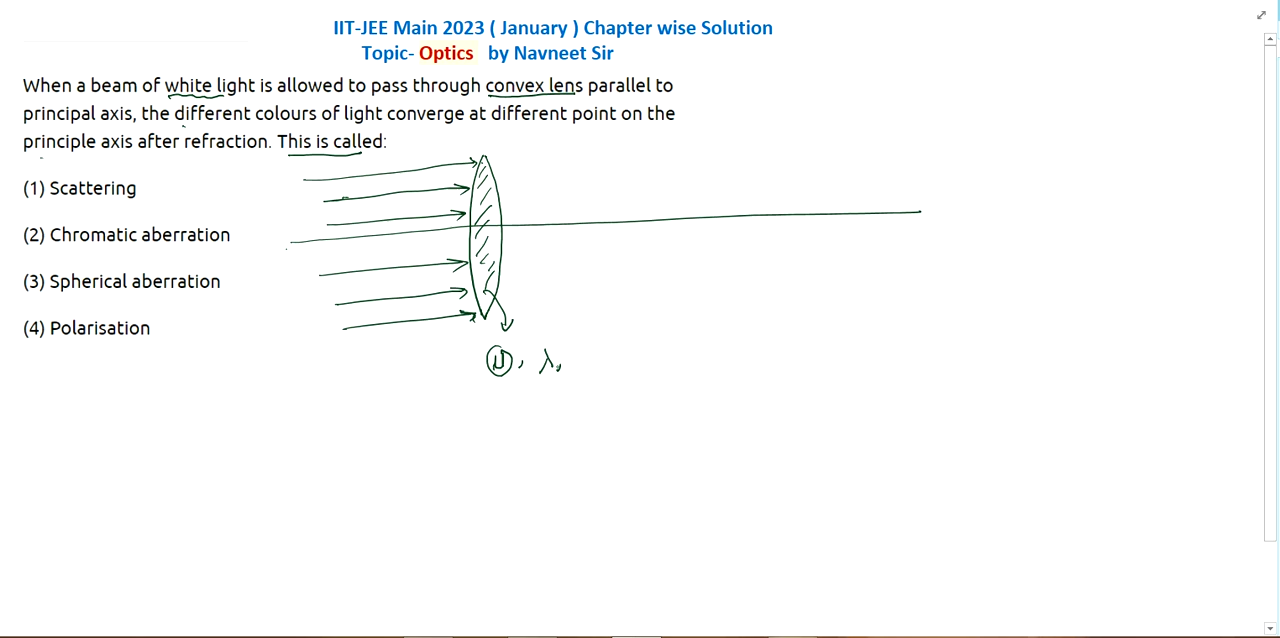 IIT-JEE Main 2023 ( January ) Chapter wise Solution
Topic- Optics by Navneet Sir
When a beam of white light is allowed to pass through convex lens parallel to
principal axis, the different colours of light converge at different point on the
principle axis after refraction. This is called:
(1) Scattering
(2) Chromatic aberration
(3) Spherical aberration
(4) Polarisation
μ, λ,